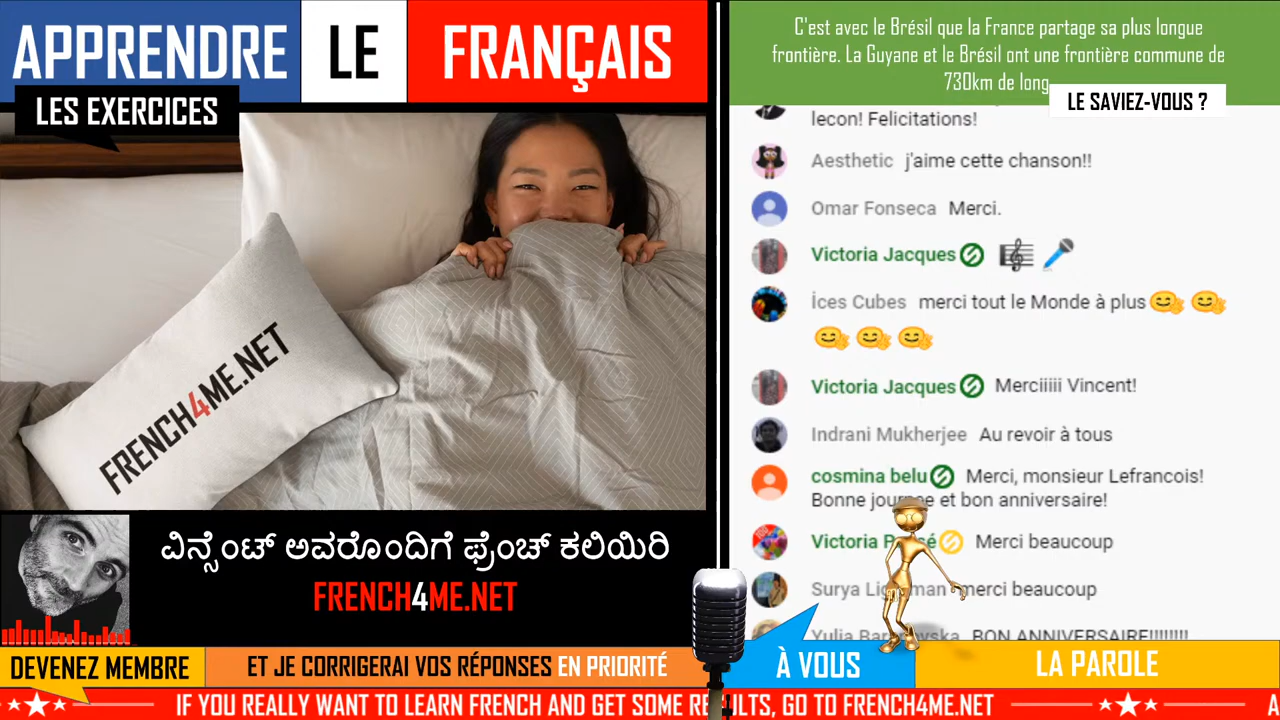 APPRENDRE LE FRANÇAIS
LES EXERCICES
FRENCH4ME.NET
ವಿನ್ಸೆಂಟ್ ಅವರೊಂದಿಗೆ ಫ್ರೆಂಚ್ ಕಲಿಯಿರಿ
FRENCH4ME.NET
C'est avec le Brésil que la France partage sa plus longue
frontière. La Guyane et le Brésil ont une frontière commune de
730km de long
LE SAVIEZ-VOUS ?
lecon! Felicitations!
Aesthetic j'aime cette chanson!!
Omar Fonseca Merci.
Victoria Jacques
İces Cubes merci tout le Monde à plus
Victoria Jacques Merciiiii Vincent!
Indrani Mukherjee Au revoir à tous
cosmina belu Merci, monsieur Lefrancois!
Bonne journée et bon anniversaire!
Victoria Merci beaucoup
Surya merci beaucoup
Yulia BON ANNIVERSAIRE!!!!!!!!
DEVENEZ MEMBRE ET JE CORRIGERAI VOS RÉPONSES EN PRIORITÉ
À VOUS LA PAROLE
IF YOU REALLY WANT TO LEARN FRENCH AND GET SOME RESULTS, GO TO FRENCH4ME.NET